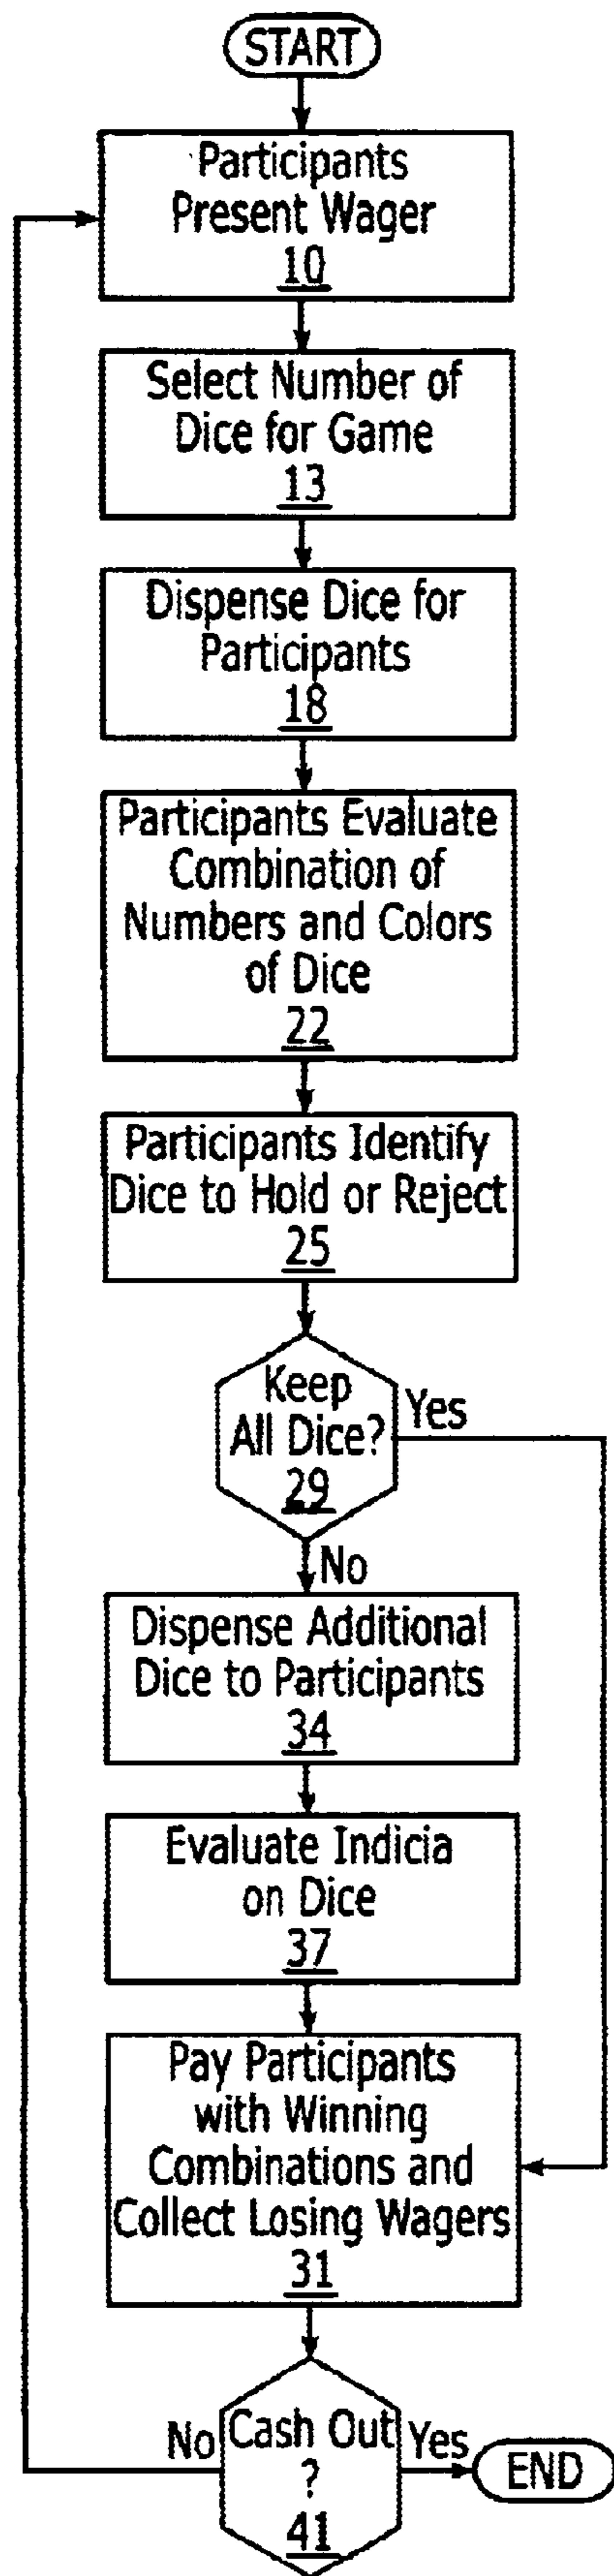 START
Participants
Present Wager
10
Select Number of
Dice for Game
13
Dispense Dice for
Participants
18
Participants Evaluate
Combination of
Numbers and Colors
of Dice
22
Participants Identify
Dice to Hold or Reject
25
Keep
All Dice?
29
Yes
No
Dispense Additional
Dice to Participants
34
Evaluate Indicia
on Dice
37
Pay Participants
with Winning
Combinations and
Collect Losing Wagers
31
No
Cash Out
?
41
Yes
END